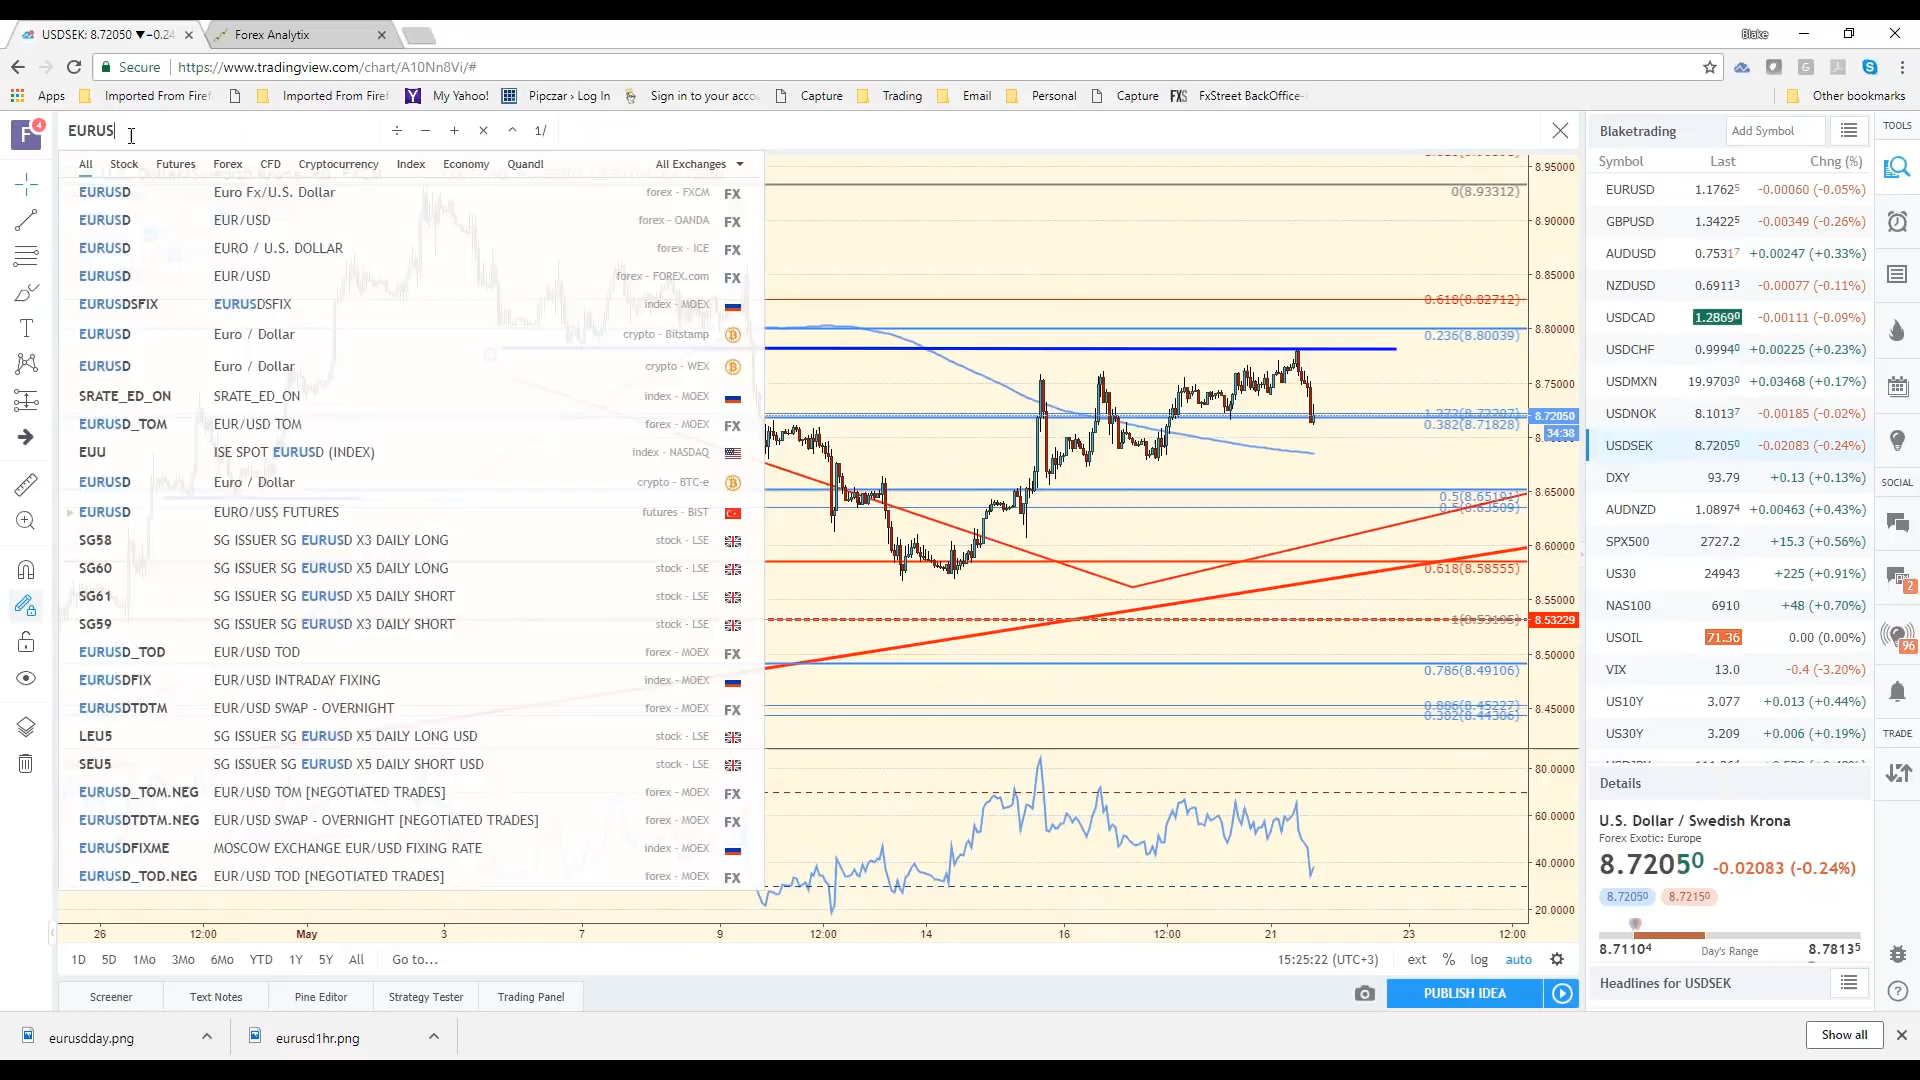 USDSEK: 8.72050 ▼−0.24
Forex Analytix
Blake
Secure
https://www.tradingview.com/chart/A10Nn8Vi/#
Apps
Imported From Firef
Imported From Firef
My Yahoo!
Pipczar › Log In
Sign in to your acco
Capture
Trading
Email
Personal
Capture
FXS FxStreet BackOffice
Other bookmarks
F 4
EURUS
÷ − + × ^ 1/
All Stock Futures Forex CFD Cryptocurrency Index Economy Quandl All Exchanges
EURUSD Euro Fx/U.S. Dollar forex - FXCM FX
EURUSD EUR/USD forex - OANDA FX
EURUSD EURO / U.S. DOLLAR forex - ICE FX
EURUSD EUR/USD forex - FOREX.com FX
EURUSDSFIX EURUSDSFIX index - MOEX
EURUSD Euro / Dollar crypto - Bitstamp
EURUSD Euro / Dollar crypto - WEX
SRATE_ED_ON SRATE_ED_ON index - MOEX
EURUSD_TOM EUR/USD TOM forex - MOEX FX
EUU ISE SPOT EURUSD (INDEX) index - NASDAQ
EURUSD Euro / Dollar crypto - BTC-e
EURUSD EURO/US$ FUTURES futures - BIST
SG58 SG ISSUER SG EURUSD X3 DAILY LONG stock - LSE
SG60 SG ISSUER SG EURUSD X5 DAILY LONG stock - LSE
SG61 SG ISSUER SG EURUSD X5 DAILY SHORT stock - LSE
SG59 SG ISSUER SG EURUSD X3 DAILY SHORT stock - LSE
EURUSD_TOD EUR/USD TOD forex - MOEX FX
EURUSDFIX EUR/USD INTRADAY FIXING index - MOEX
EURUSDTDTM EUR/USD SWAP - OVERNIGHT forex - MOEX FX
LEU5 SG ISSUER SG EURUSD X5 DAILY LONG USD stock - LSE
SEU5 SG ISSUER SG EURUSD X5 DAILY SHORT USD stock - LSE
EURUSD_TOM.NEG EUR/USD TOM [NEGOTIATED TRADES] forex - MOEX FX
EURUSDTDTM.NEG EUR/USD SWAP - OVERNIGHT [NEGOTIATED TRADES] forex - MOEX FX
EURUSDFIXME MOSCOW EXCHANGE EUR/USD FIXING RATE index - MOEX
EURUSD_TOD.NEG EUR/USD TOD [NEGOTIATED TRADES] forex - MOEX FX
0(8.93312)
0.618(8.82712)
0.236(8.80039)
0.382(8.71828)
0.618(8.58555)
0.786(8.49106)
0.382(8.44306)
8.95000
8.90000
8.85000
8.80000
8.75000
8.72050
34:38
8.65000
8.60000
8.55000
8.53229
8.50000
8.45000
80.0000
60.0000
40.0000
20.0000
26 12:00 May 3 7 9 12:00 14 16 12:00 21 23 12:00
1D 5D 1Mo 3Mo 6Mo YTD 1Y 5Y All Go to...
15:25:22 (UTC+3) ext % log auto
Screener
Text Notes
Pine Editor
Strategy Tester
Trading Panel
PUBLISH IDEA
Blaketrading
Add Symbol
Symbol Last Chng (%)
EURUSD 1.17625 -0.00060 (-0.05%)
GBPUSD 1.34225 -0.00349 (-0.26%)
AUDUSD 0.75317 +0.00247 (+0.33%)
NZDUSD 0.69113 -0.00077 (-0.11%)
USDCAD 1.28690 -0.00111 (-0.09%)
USDCHF 0.99940 +0.00225 (+0.23%)
USDMXN 19.97030 +0.03468 (+0.17%)
USDNOK 8.10137 -0.00185 (-0.02%)
USDSEK 8.72050 -0.02083 (-0.24%)
DXY 93.79 +0.13 (+0.13%)
AUDNZD 1.08974 +0.00463 (+0.43%)
SPX500 2727.2 +15.3 (+0.56%)
US30 24943 +225 (+0.91%)
NAS100 6910 +48 (+0.70%)
USOIL 71.36 0.00 (0.00%)
VIX 13.0 -0.4 (-3.20%)
US10Y 3.077 +0.013 (+0.44%)
US30Y 3.209 +0.006 (+0.19%)
Details
U.S. Dollar / Swedish Krona
Forex Exotic: Europe
8.72050 -0.02083 (-0.24%)
8.72050 8.72150
8.71104 Day's Range 8.78135
Headlines for USDSEK
TOOLS
SOCIAL
2
96
TRADE
eurusdday.png
eurusd1hr.png
Show all